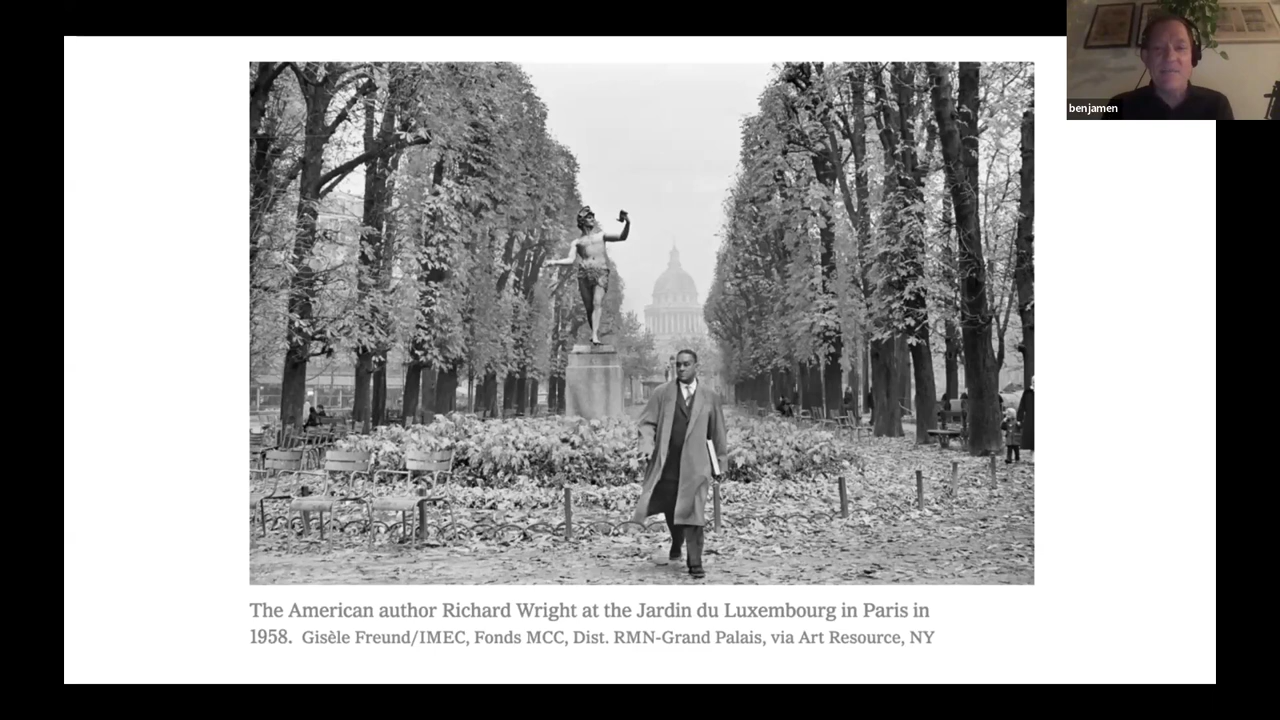 benjamen
The American author Richard Wright at the Jardin du Luxembourg in Paris in
1958. Gisèle Freund/IMEC, Fonds MCC, Dist. RMN-Grand Palais, via Art Resource, NY